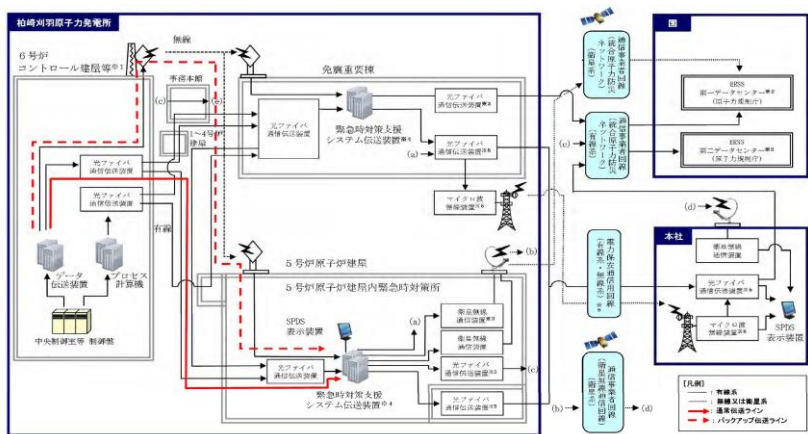 柏崎刈羽原子力発電所
6号炉
コントロール建屋等※1
無線
事務本館
(c)
(e)
1～4号炉
建屋
免震重要棟
光ファイバ
通信伝送装置
緊急時対策支援
システム伝送装置※4
光ファイバ
通信伝送装置
(a)
光ファイバ
通信伝送装置
マイクロ波
無線装置
光ファイバ
通信伝送装置
光ファイバ
通信伝送装置
有線
データ
伝送装置
プロセス
計算機
中央制御室等 制御盤
5号炉原子炉建屋
5号炉原子炉建屋内緊急時対策所
SPDS
表示装置
(a)
(b)
衛星無線
通信装置
衛星無線
通信装置
光ファイバ
通信伝送装置
(c)
光ファイバ
通信伝送装置
光ファイバ
通信伝送装置
緊急時対策支援
システム伝送装置※4
通信事業者回線
(統合原子力防災
ネットワーク)
(衛星系)
通信事業者回線
(統合原子力防災
ネットワーク)
(有線系)
(e)
電力保安通信用回線
(有線系・無線系)
通信事業者回線
(衛星無線通信回線)
(衛星系)
(b)
(d)
国
ERSS
第一データセンター
(原子力規制庁)
ERSS
第二データセンター
(原子力規制庁)
(d)
本社
衛星無線
通信装置
光ファイバ
通信伝送装置
マイクロ波
無線装置
SPDS
表示装置
【凡例】
：有線系
：無線又は衛星系
：通常伝送ライン
：バックアップ伝送ライン